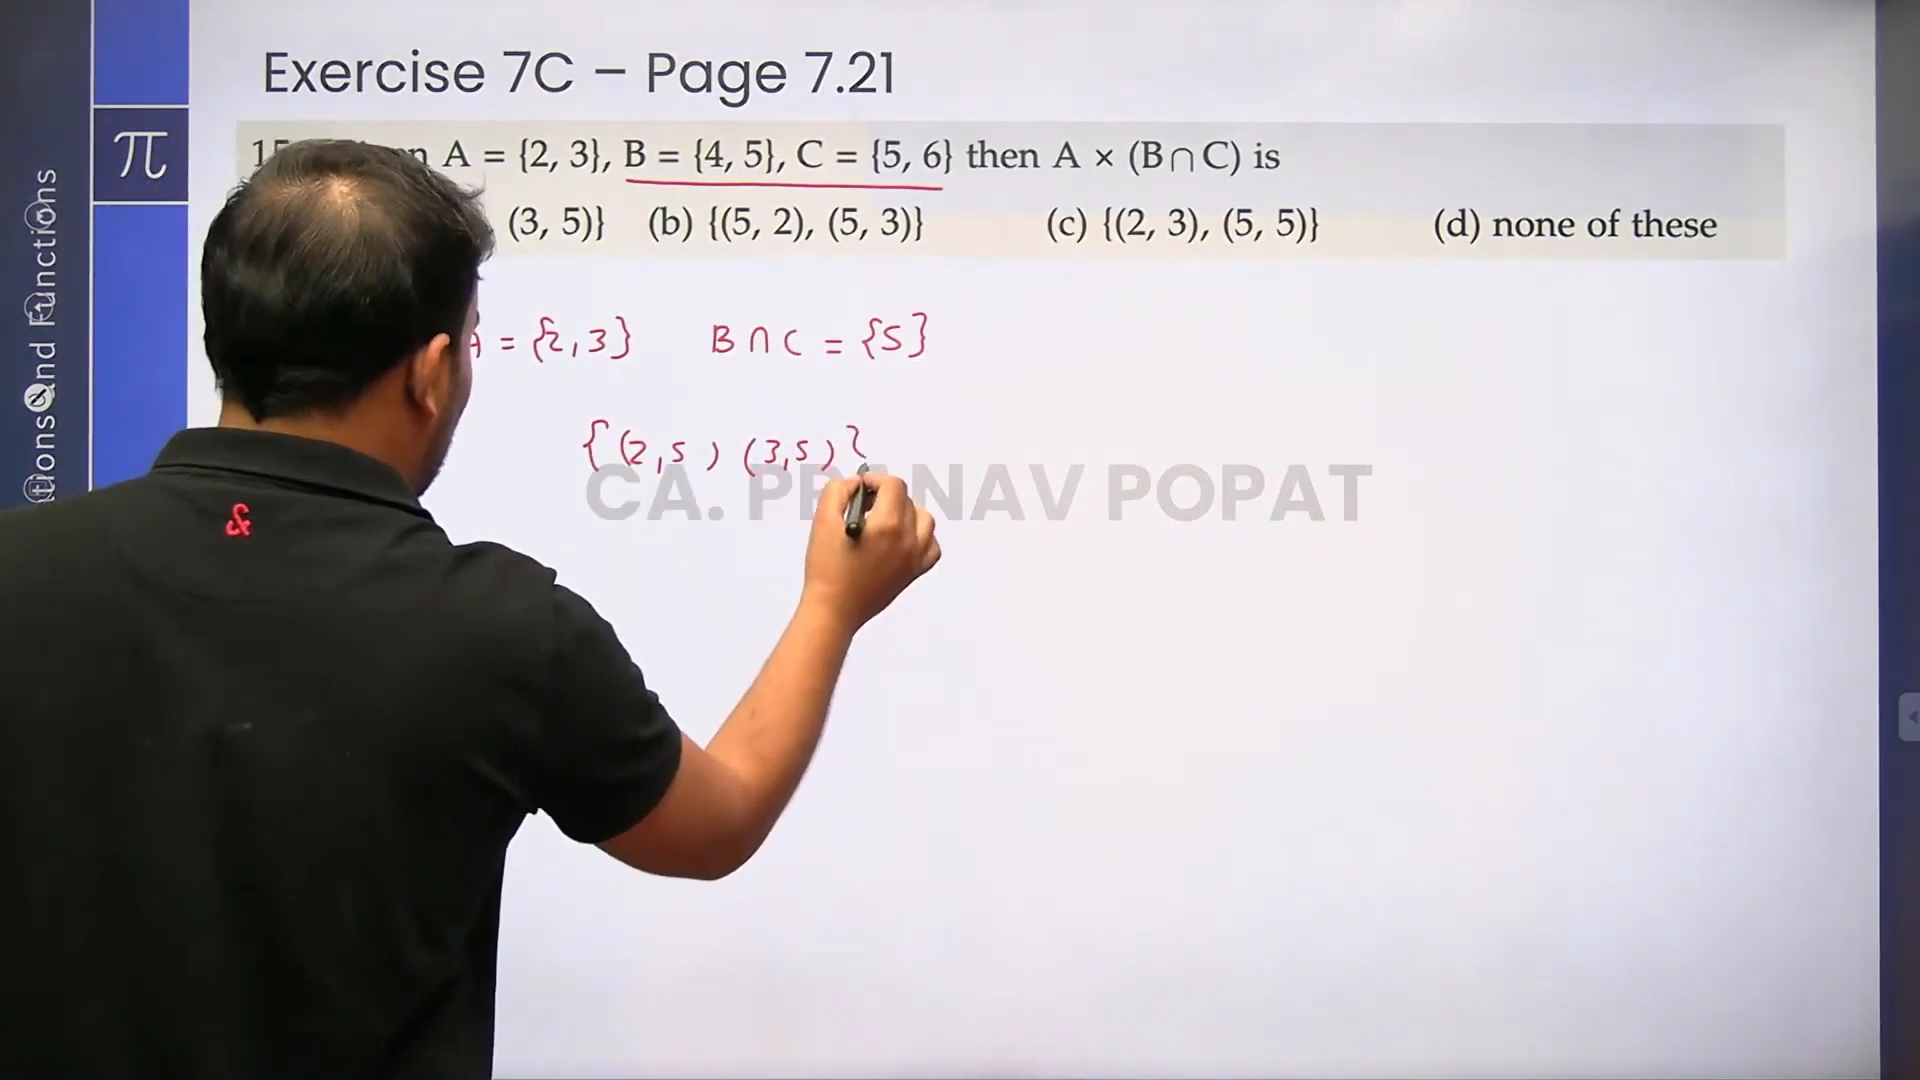 Exercise 7C – Page 7.21
π
A = {2, 3}, B = {4, 5}, C = {5, 6} then A × (B∩C) is
(3, 5)} (b) {(5, 2), (5, 3)} (c) {(2, 3), (5, 5)} (d) none of these
A = {2,3} B ∩ C = {5}
{(2,5) (3,5)}
CA. PRANAV POPAT
and Functions